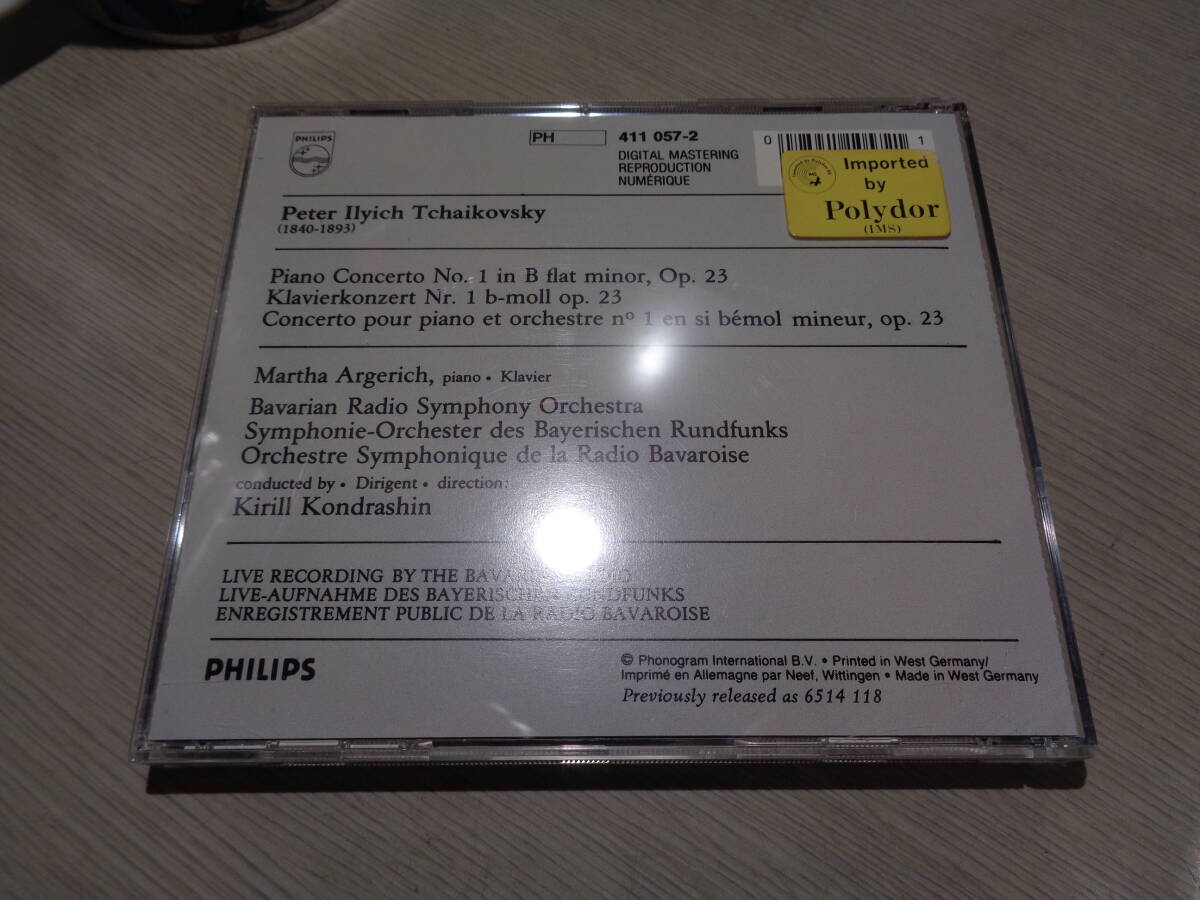 PHILIPS
PH
411 057-2
DIGITAL MASTERING
REPRODUCTION
NUMÉRIQUE
0 1
Imported
by
Polydor
(IMS)
Peter Ilyich Tchaikovsky
(1840-1893)
Piano Concerto No. 1 in B flat minor, Op. 23
Klavierkonzert Nr. 1 b-moll op. 23
Concerto pour piano et orchestre nº 1 en si bémol mineur, op. 23
Martha Argerich, piano • Klavier
Bavarian Radio Symphony Orchestra
Symphonie-Orchester des Bayerischen Rundfunks
Orchestre Symphonique de la Radio Bavaroise
conducted by • Dirigent • direction:
Kirill Kondrashin
LIVE RECORDING BY THE BAVARIAN RADIO
LIVE-AUFNAHME DES BAYERISCHEN RUNDFUNKS
ENREGISTREMENT PUBLIC DE LA RADIO BAVAROISE
PHILIPS
© Phonogram International B.V. • Printed in West Germany/
Imprimé en Allemagne par Neef, Wittingen • Made in West Germany
Previously released as 6514 118